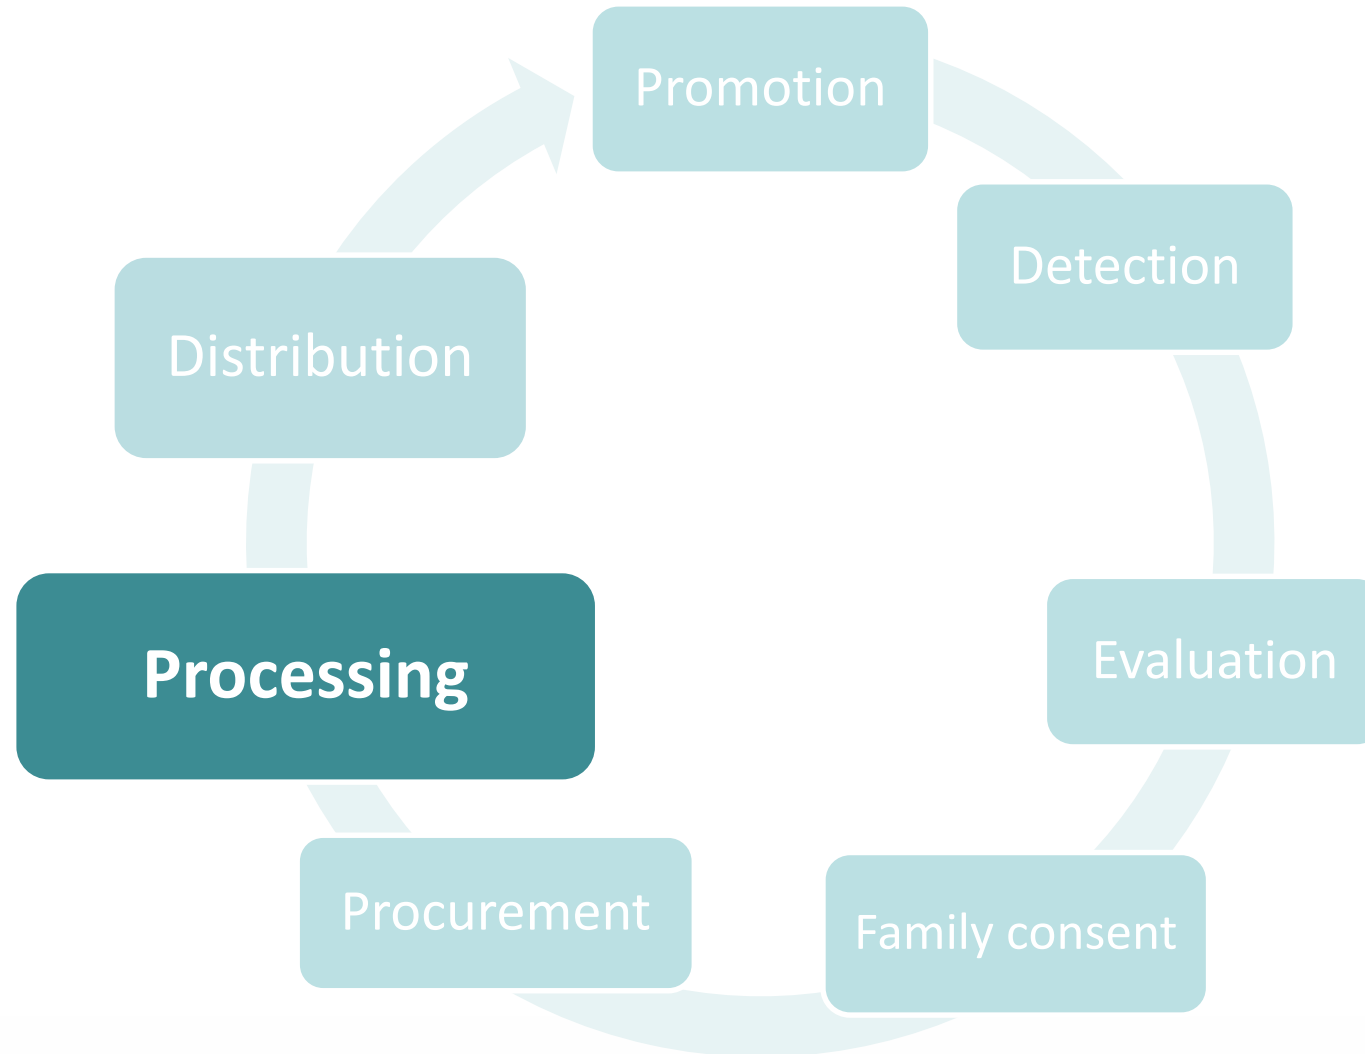 Promotion
Detection
Evaluation
Family consent
Procurement
Processing
Distribution